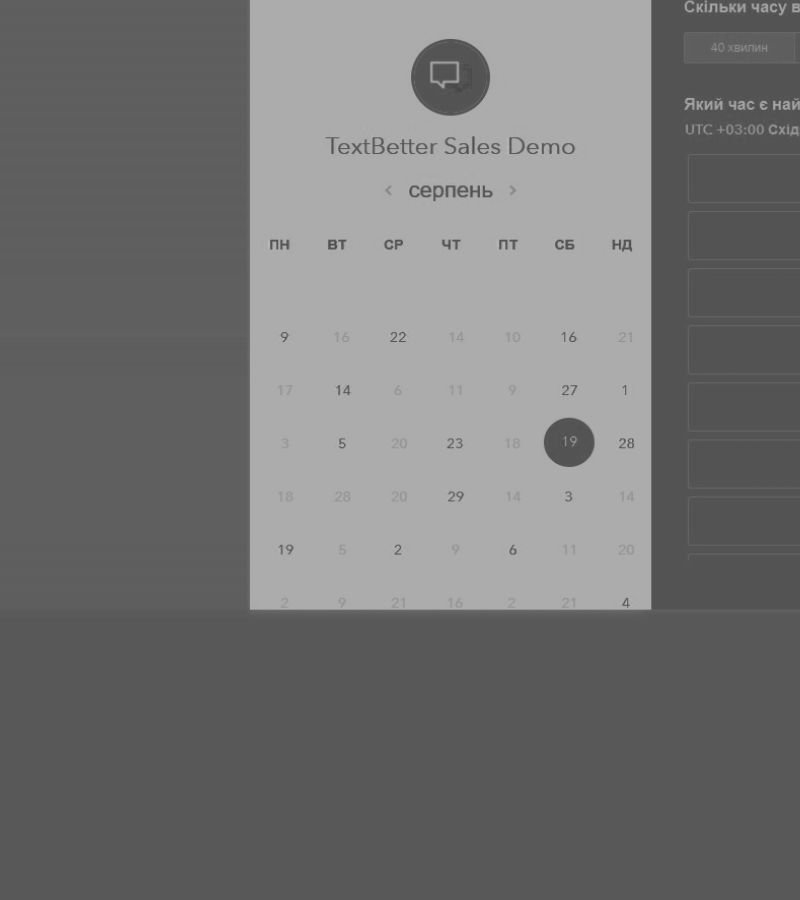 TextBetter Sales Demo
серпень
ПН ВТ СР ЧТ ПТ СБ НД
9 16 22 14 10 16 21
17 14 6 11 9 27 1
3 5 20 23 18 19 28
18 28 20 29 14 3 14
19 5 2 9 6 11 20
2 9 21 16 2 21 4
Скільки часу в
40 хвилин
Який час є най
UTC +03:00 Схід